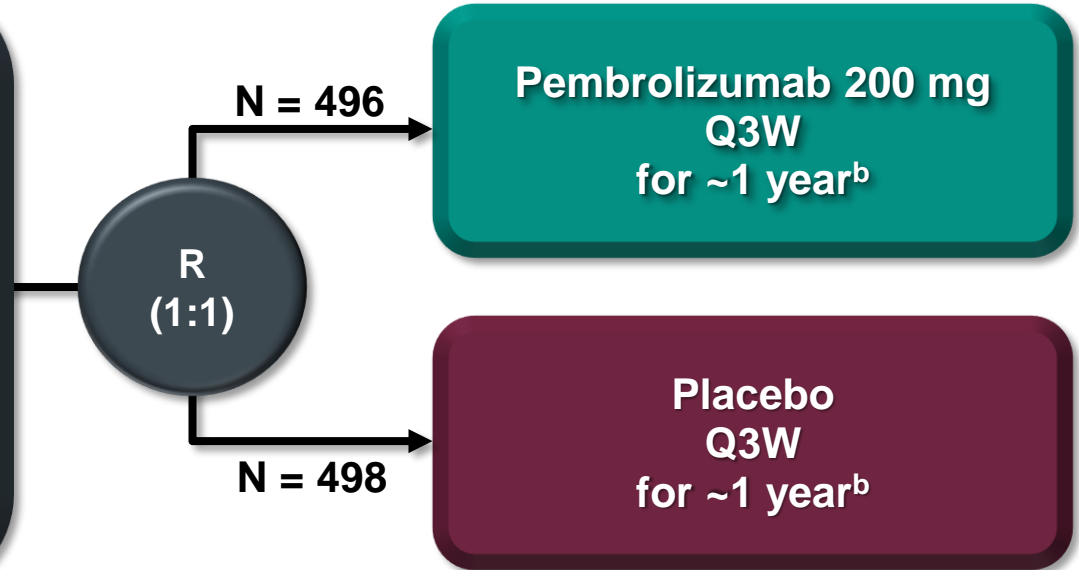 N = 496
Pembrolizumab 200 mg
Q3W
for ~1 yearᵇ
R
(1:1)
Placebo
Q3W
for ~1 yearᵇ
N = 498